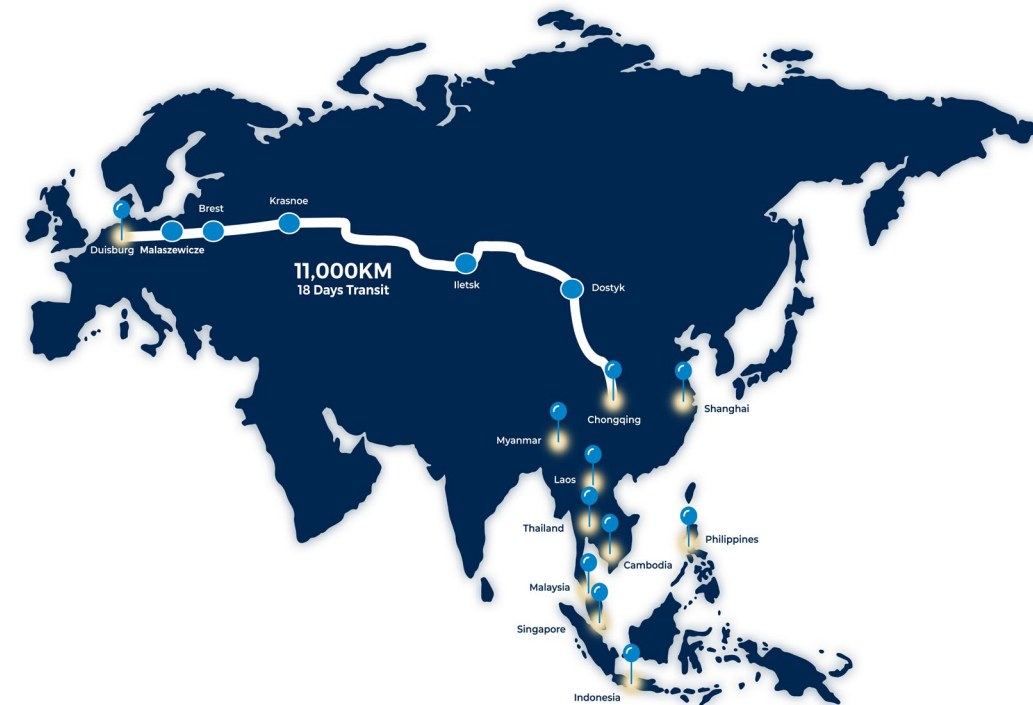 Krasnoe
Brest
Duisburg
Malaszewicze
11,000KM
18 Days Transit
Iletsk
Dostyk
Chongqing
Shanghai
Myanmar
Laos
Thailand
Philippines
Cambodia
Malaysia
Singapore
Indonesia